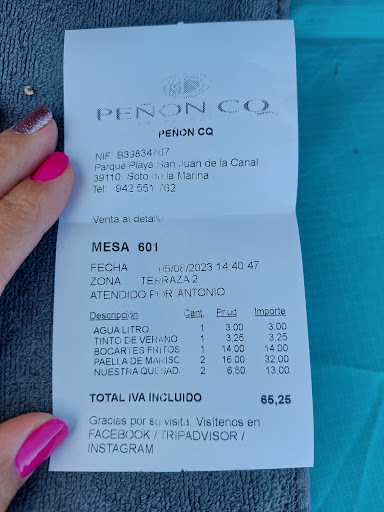 PEÑON CQ
PEÑON CQ
NIF: B39834767
Parque Playa San Juan de la Canal
39110 Soto de la Marina
Tel: 942 551 762
Venta al detalle
MESA 601
FECHA 06/08/2023 14:40:47
ZONA TERRAZA 2
ATENDIDO POR ANTONIO
Descripción Cant. Pr.ud Importe
AGUA LITRO 1 3,00 3,00
TINTO DE VERANO 1 3,25 3,25
BOCARTES FRITOS 1 14,00 14,00
PAELLA DE MARISC 2 16,00 32,00
NUESTRA QUESAD. 2 6,50 13,00
TOTAL IVA INCLUIDO 65,25
Gracias por su visita. Visítenos en
FACEBOOK / TRIPADVISOR /
INSTAGRAM